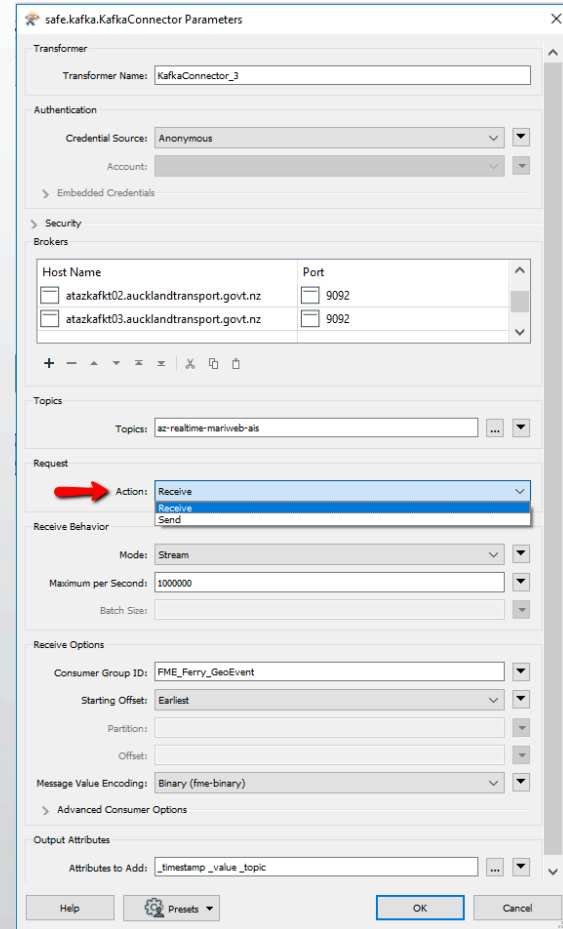 safe.kafka.KafkaConnector Parameters
Transformer
Transformer Name: KafkaConnector_3
Authentication
Credential Source: Anonymous
Account:
Embedded Credentials
Security
Brokers
Host Name Port
atazkafkt02.aucklandtransport.govt.nz 9092
atazkafkt03.aucklandtransport.govt.nz 9092
Topics
Topics: az-realtime-mariweb-ais ...
Request
Action: Receive
Receive
Send
Receive Behavior
Mode: Stream
Maximum per Second: 1000000
Batch Size:
Receive Options
Consumer Group ID: FME_Ferry_GeoEvent
Starting Offset: Earliest
Partition:
Offset:
Message Value Encoding: Binary (fme-binary)
Advanced Consumer Options
Output Attributes
Attributes to Add: _timestamp _value _topic ...
Help Presets OK Cancel